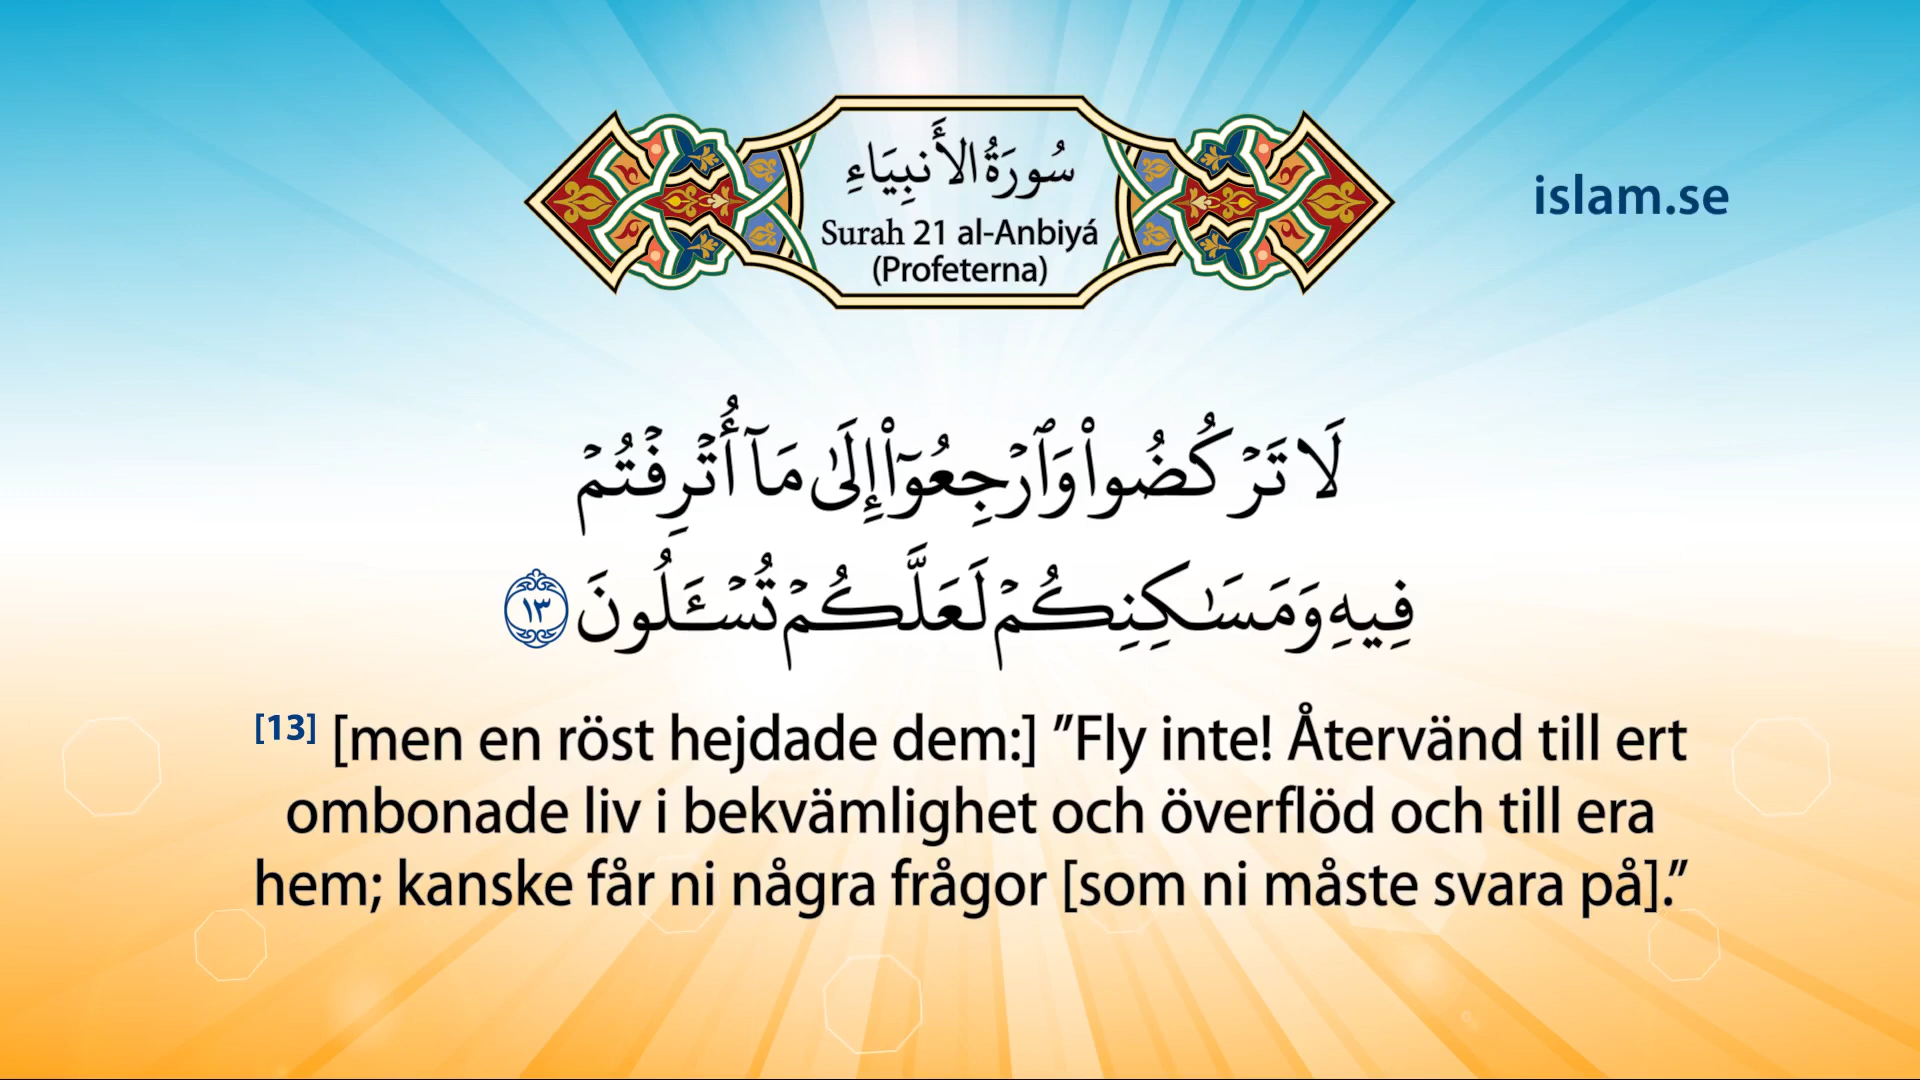 سُورَةُ الأَنبِيَاءِ
Surah 21 al-Anbiyá
(Profeterna)
islam.se
لَا تَرْكُضُوا۟ وَٱرْجِعُوٓا۟ إِلَىٰ مَآ أُتْرِفْتُمْ
فِيهِ وَمَسَـٰكِنِكُمْ لَعَلَّكُمْ تُسْـَٔلُونَ ١٣
[13] [men en röst hejdade dem:] ”Fly inte! Återvänd till ert
ombonade liv i bekvämlighet och överflöd och till era
hem; kanske får ni några frågor [som ni måste svara på].”